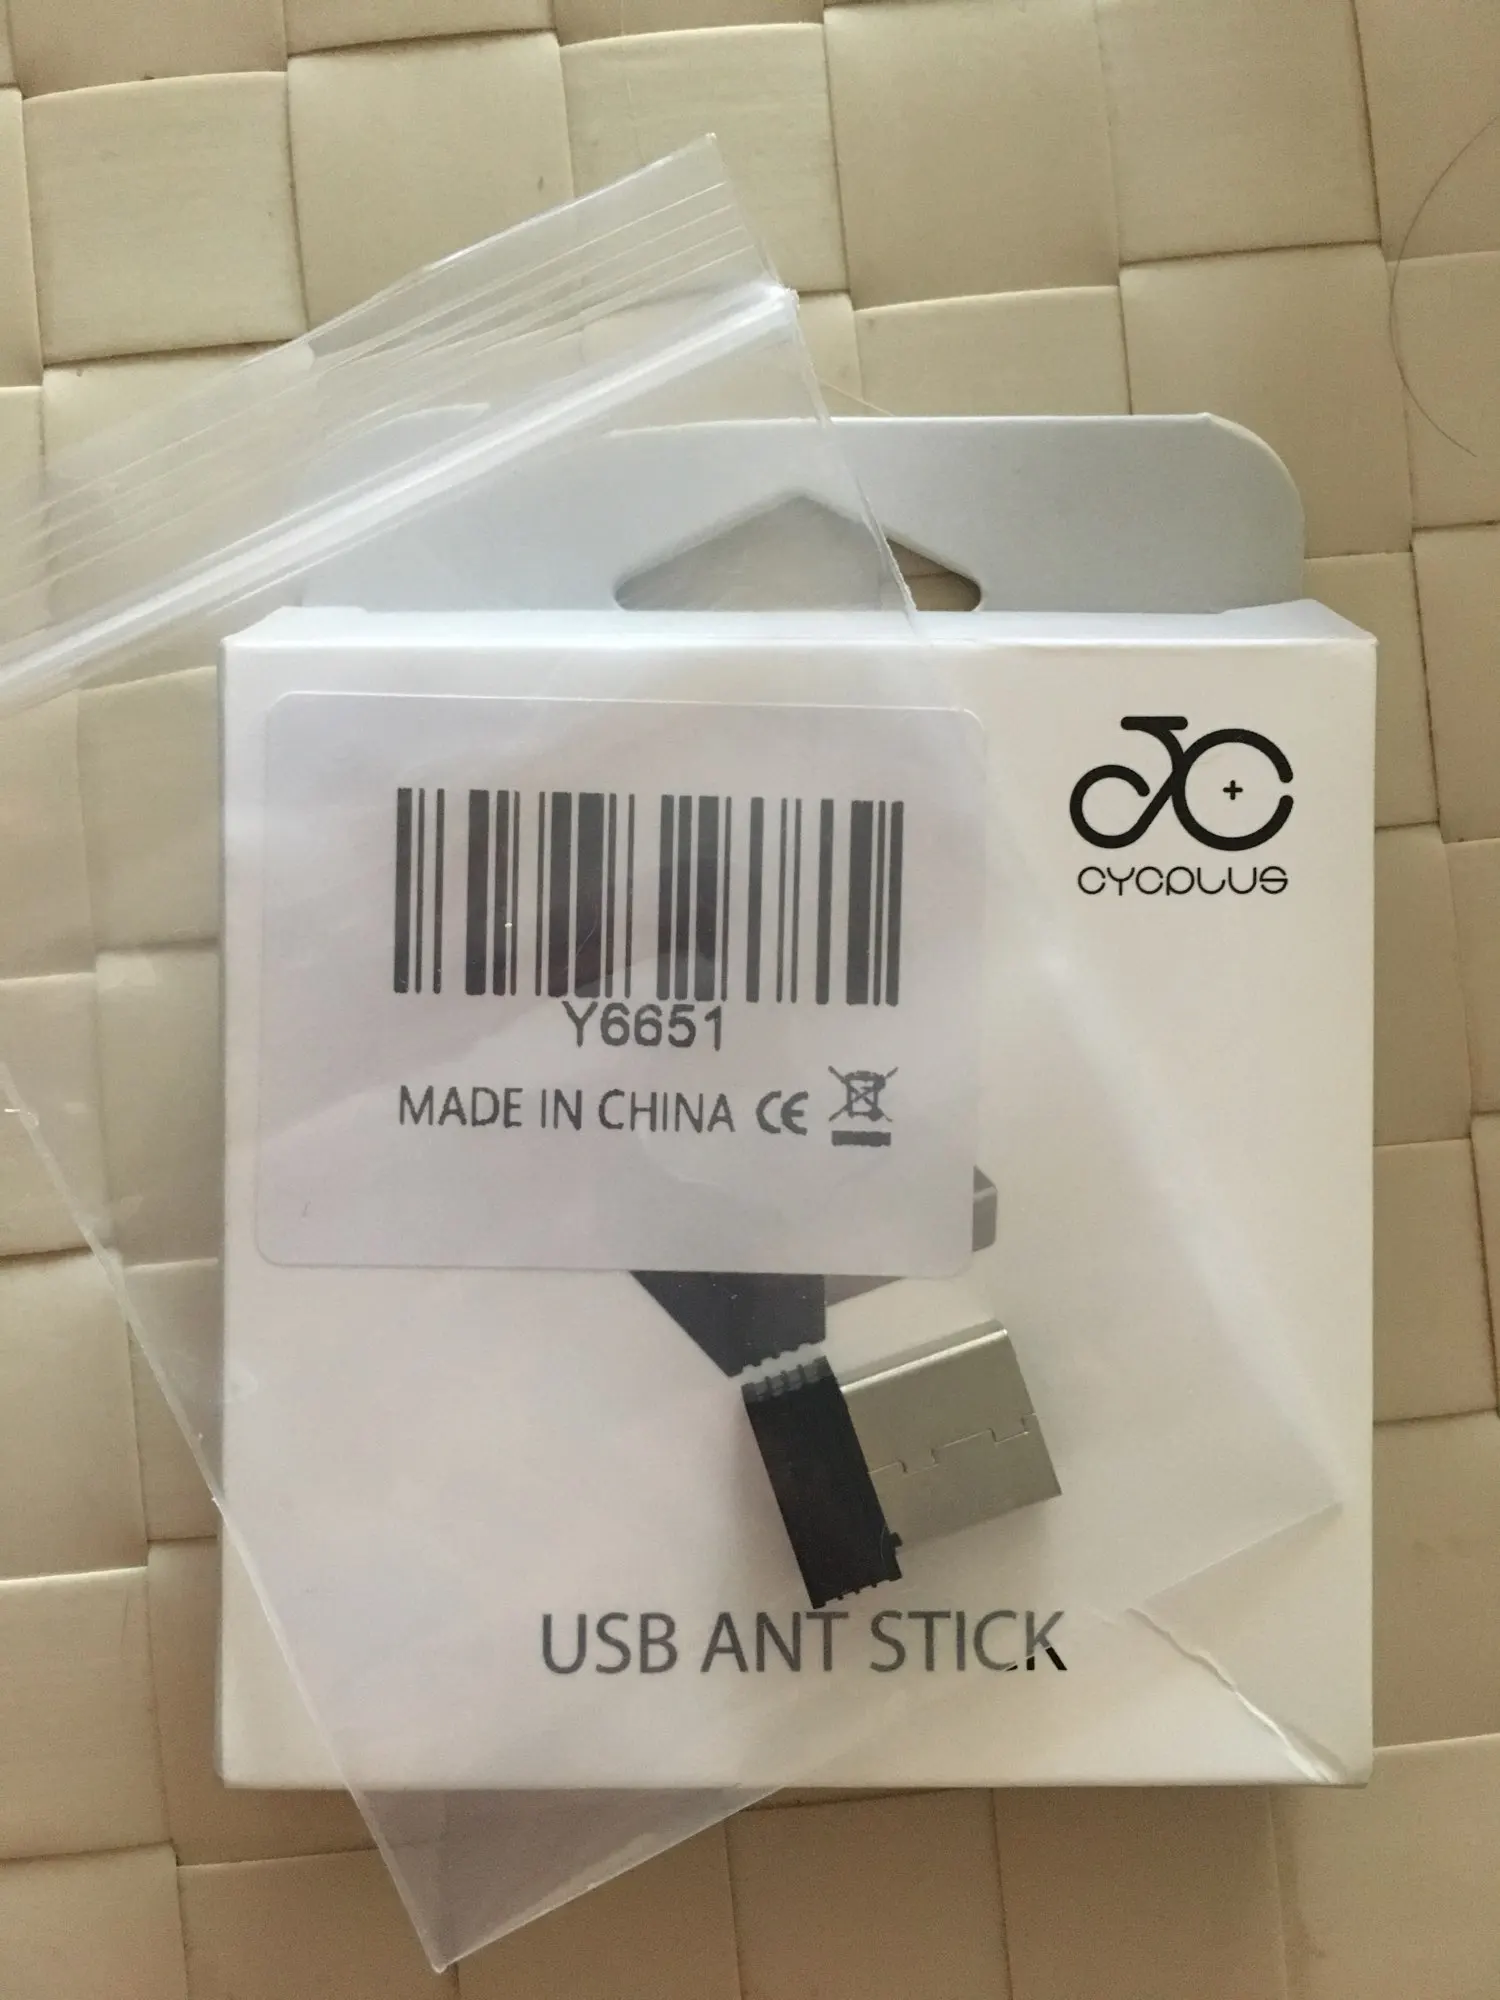 CYCPLUS
Y6651
MADE IN CHINA CE
USB ANT STICK